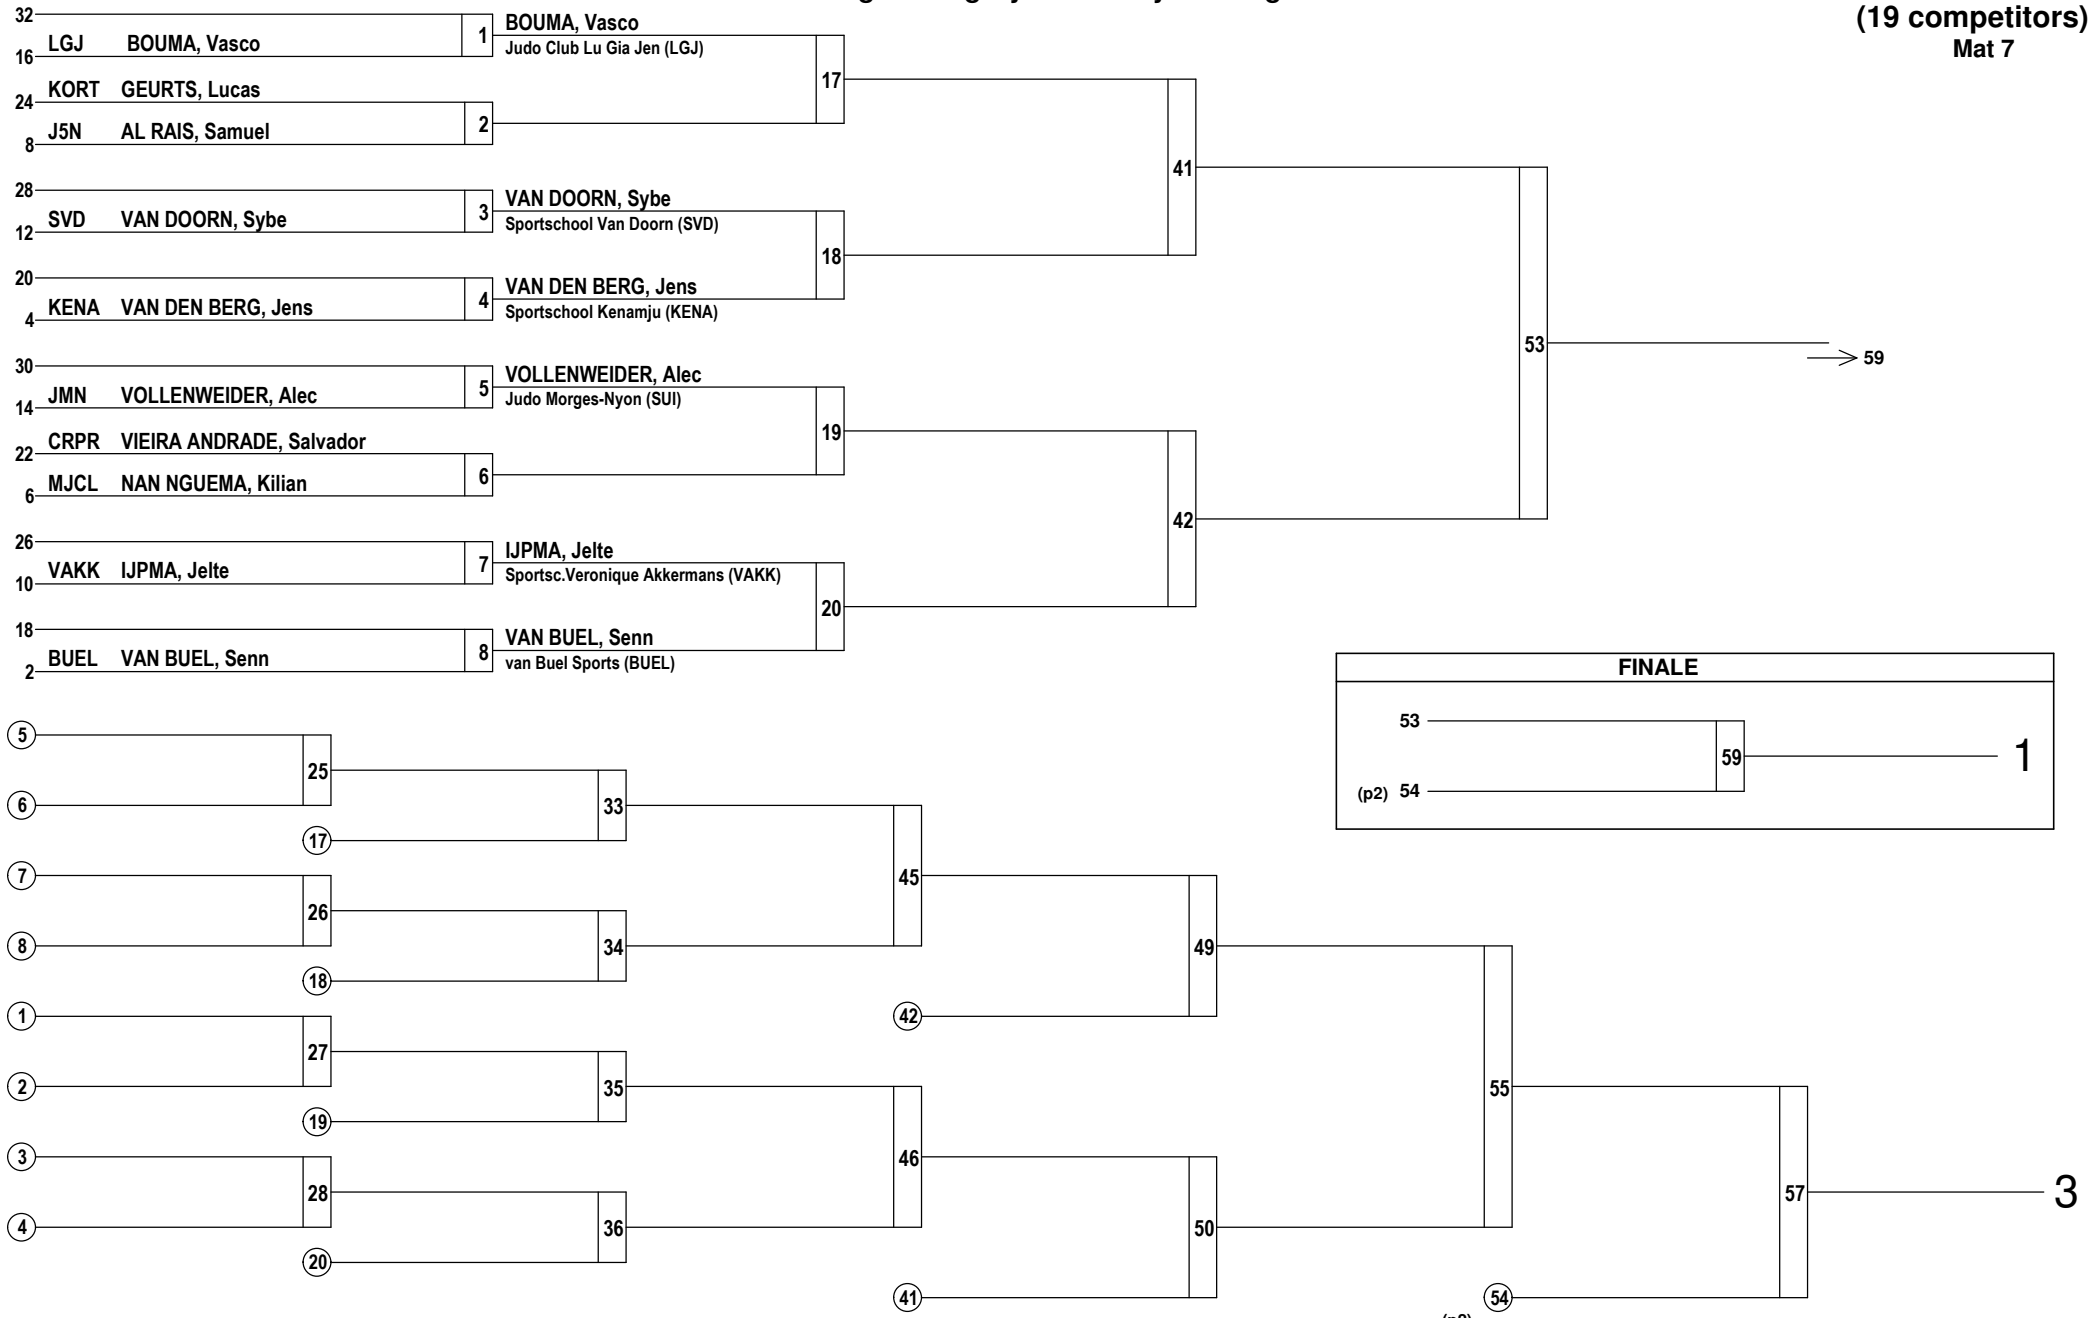 (19 competitors)
Mat 7
32
BOUMA, Vasco
LGJ BOUMA, Vasco
1
Judo Club Lu Gia Jen (LGJ)
16
17
KORT GEURTS, Lucas
24
2
J5N AL RAIS, Samuel
8
41
28
VAN DOORN, Sybe
SVD VAN DOORN, Sybe
3
Sportschool Van Doorn (SVD)
12
18
20
VAN DEN BERG, Jens
KENA VAN DEN BERG, Jens
4
Sportschool Kenamju (KENA)
4
53
59
30
VOLLENWEIDER, Alec
JMN VOLLENWEIDER, Alec
5
Judo Morges-Nyon (SUI)
14
19
CRPR VIEIRA ANDRADE, Salvador
22
6
MJCL NAN NGUEMA, Kilian
6
42
26
IJPMA, Jelte
VAKK IJPMA, Jelte
7
Sportsc.Veronique Akkermans (VAKK)
10
20
18
VAN BUEL, Senn
BUEL VAN BUEL, Senn
8
van Buel Sports (BUEL)
2
FINALE
53
59
1
(p2) 54
5
25
6
33
17
7
45
26
8
34
49
18
1
42
27
2
35
55
19
3
46
28
57
3
4
36
50
20
41
54